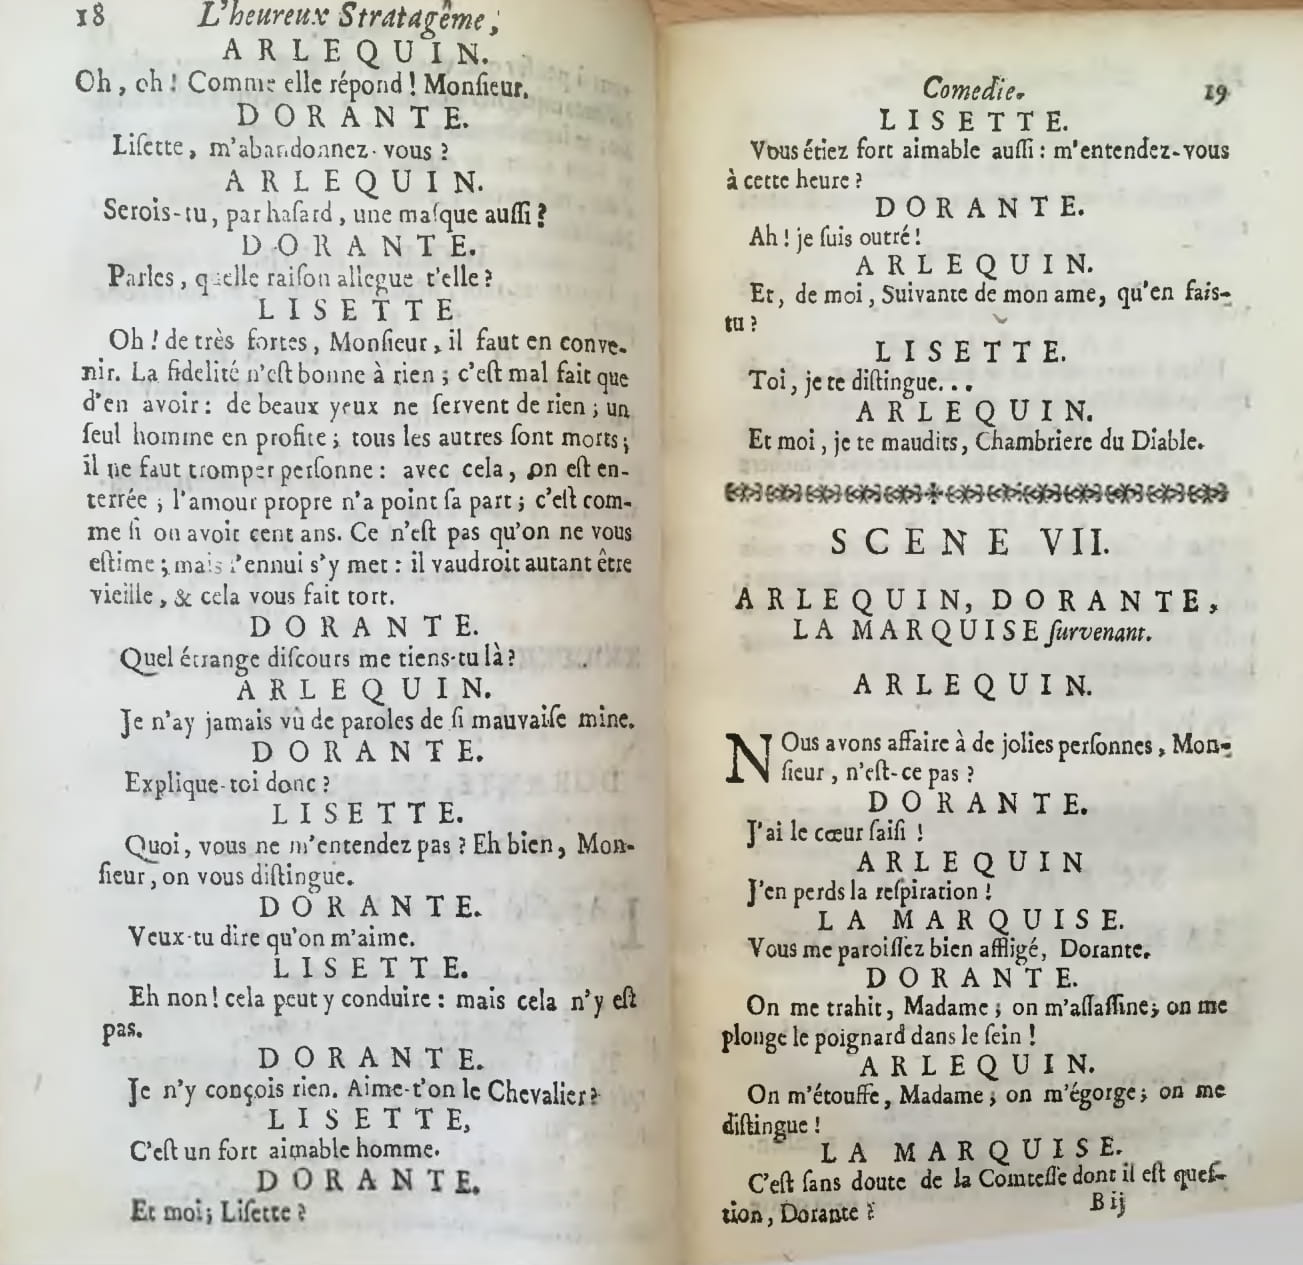 18 L'heureux Stratagême,
ARLEQUIN.
Oh, oh! Comme elle répond! Monſieur.
DORANTE.
Liſette, m'abandonnez-vous?
ARLEQUIN.
Serois-tu, par haſard, une maſque auſſi?
DORANTE.
Parles, quelle raiſon allegue t'elle?
LISETTE
Oh! de très fortes, Monſieur, il faut en conve-
nir. La fidelité n'eſt bonne à rien; c'eſt mal fait que
d'en avoir: de beaux yeux ne ſervent de rien; un
ſeul homme en profite; tous les autres ſont morts;
il ne faut tromper perſonne: avec cela, on eſt en-
terrée; l'amour propre n'a point ſa part; c'eſt com-
me ſi on avoit cent ans. Ce n'eſt pas qu'on ne vous
eſtime; mais l'ennui s'y met: il vaudroit autant être
vieille, & cela vous fait tort.
DORANTE.
Quel étrange diſcours me tiens-tu là?
ARLEQUIN.
Je n'ay jamais vù de paroles de ſi mauvaiſe mine.
DORANTE.
Explique-toi donc?
LISETTE.
Quoi, vous ne m'entendez pas? Eh bien, Mon-
ſieur, on vous diſtingue.
DORANTE.
Veux-tu dire qu'on m'aime.
LISETTE.
Eh non! cela peut y conduire: mais cela n'y eſt
pas.
DORANTE.
Je n'y conçois rien. Aime-t'on le Chevalier?
LISETTE,
C'eſt un fort aimable homme.
DORANTE.
Et moi; Liſette?
Comedie. 19
LISETTE.
Vous étiez fort aimable auſſi: m'entendez-vous
à cette heure?
DORANTE.
Ah! je ſuis outré!
ARLEQUIN.
Et, de moi, Suivante de mon ame, qu'en fais-
tu?
LISETTE.
Toi, je te diſtingue...
ARLEQUIN.
Et moi, je te maudits, Chambriere du Diable.
SCENE VII.
ARLEQUIN, DORANTE,
LA MARQUISE ſurvenant.
ARLEQUIN.
NOus avons affaire à de jolies perſonnes, Mon-
ſieur, n'eſt-ce pas?
DORANTE.
J'ai le cœur ſaiſi!
ARLEQUIN
J'en perds la reſpiration!
LA MARQUISE.
Vous me paroiſſez bien affligé, Dorante.
DORANTE.
On me trahit, Madame; on m'aſſaſſine; on me
plonge le poignard dans le ſein!
ARLEQUIN.
On m'étouffe, Madame; on m'égorge; on me
diſtingue!
LA MARQUISE.
C'eſt ſans doute de la Comteſſe dont il eſt queſ-
tion, Dorante?
B ij